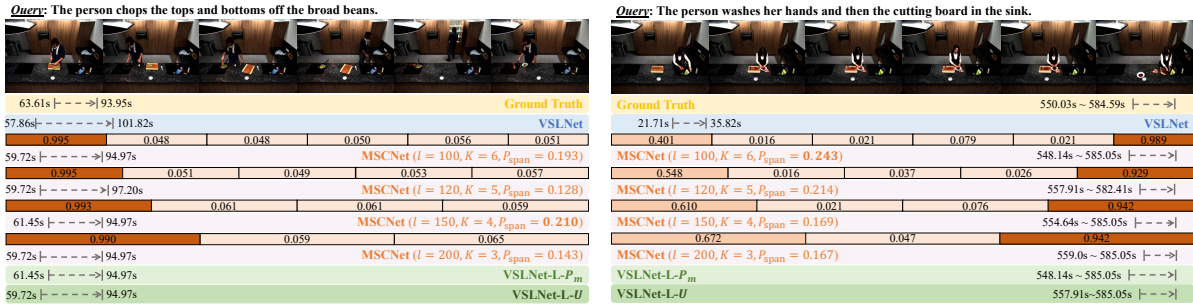 Query: The person chops the tops and bottoms off the broad beans.
63.61s 93.95s Ground Truth
57.86s 101.82s VSLNet
0.995 0.048 0.048 0.050 0.056 0.051
59.72s 94.97s MSCNet (l = 100, K = 6, P_span = 0.193)
0.995 0.051 0.049 0.053 0.057
59.72s 97.20s MSCNet (l = 120, K = 5, P_span = 0.128)
0.993 0.061 0.061 0.059
61.45s 94.97s MSCNet (l = 150, K = 4, P_span = 0.210)
0.990 0.059 0.065
59.72s 94.97s MSCNet (l = 200, K = 3, P_span = 0.143)
61.45s 94.97s VSLNet-L-P_m
59.72s 94.97s VSLNet-L-U
Query: The person washes her hands and then the cutting board in the sink.
Ground Truth 550.03s ~ 584.59s
21.71s 35.82s VSLNet
0.401 0.016 0.021 0.079 0.021 0.989
MSCNet (l = 100, K = 6, P_span = 0.243) 548.14s ~ 585.05s
0.548 0.016 0.037 0.026 0.929
MSCNet (l = 120, K = 5, P_span = 0.214) 557.91s ~ 582.41s
0.610 0.021 0.076 0.942
MSCNet (l = 150, K = 4, P_span = 0.169) 554.64s ~ 585.05s
0.672 0.047 0.942
MSCNet (l = 200, K = 3, P_span = 0.167) 559.0s ~ 585.05s
VSLNet-L-P_m 548.14s ~ 585.05s
VSLNet-L-U 557.91s~585.05s